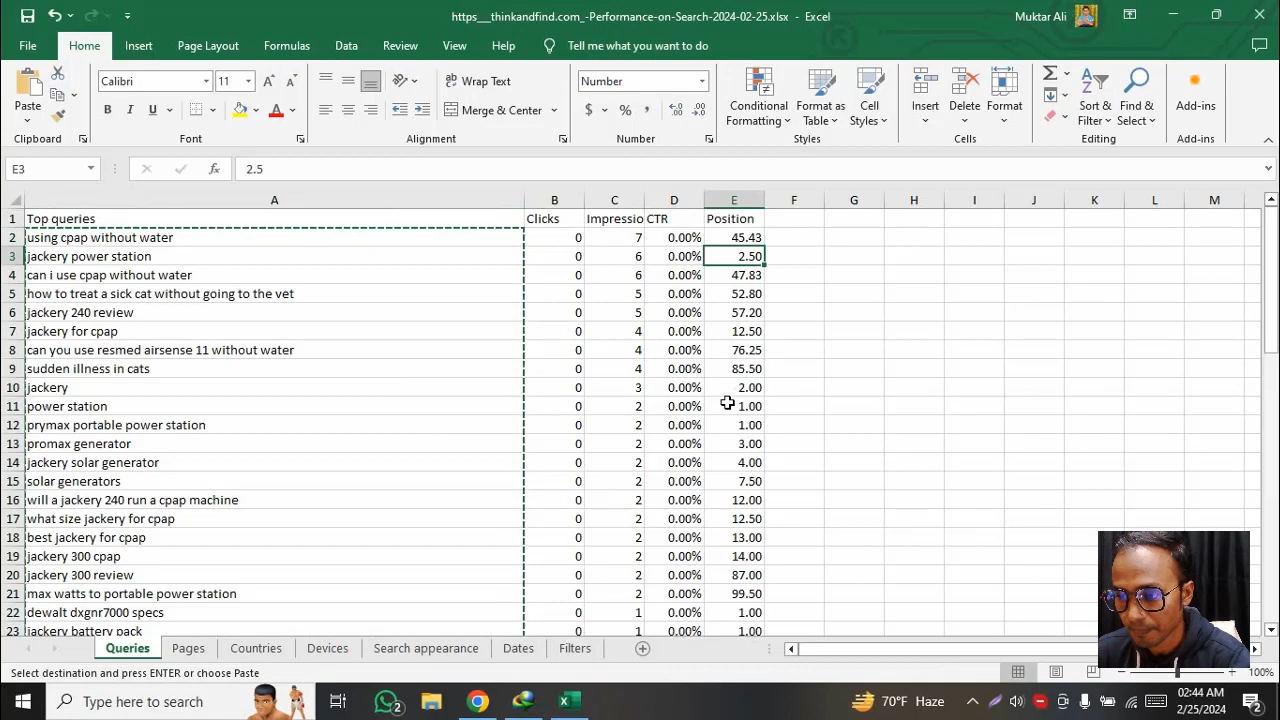 https__thinkandfind.com_-Performance-on-Search-2024-02-25.xlsx - Excel
Muktar Ali
File Home Insert Page Layout Formulas Data Review View Help Tell me what you want to do
Paste
Calibri 11
Wrap Text
Number
Conditional Formatting
Format as Table
Cell Styles
Insert Delete Format
Sort & Filter
Find & Select
Add-ins
B I U
Merge & Center
$ % ,
Clipboard Font Alignment Number Styles Cells Editing Add-ins
E3 fx 2.5
A B C D E F G H I J K L M
1 Top queries Clicks Impressio CTR Position
2 using cpap without water 0 7 0.00% 45.43
3 jackery power station 0 6 0.00% 2.50
4 can i use cpap without water 0 6 0.00% 47.83
5 how to treat a sick cat without going to the vet 0 5 0.00% 52.80
6 jackery 240 review 0 5 0.00% 57.20
7 jackery for cpap 0 4 0.00% 12.50
8 can you use resmed airsense 11 without water 0 4 0.00% 76.25
9 sudden illness in cats 0 4 0.00% 85.50
10 jackery 0 3 0.00% 2.00
11 power station 0 2 0.00% 1.00
12 prymax portable power station 0 2 0.00% 1.00
13 promax generator 0 2 0.00% 3.00
14 jackery solar generator 0 2 0.00% 4.00
15 solar generators 0 2 0.00% 7.50
16 will a jackery 240 run a cpap machine 0 2 0.00% 12.00
17 what size jackery for cpap 0 2 0.00% 12.50
18 best jackery for cpap 0 2 0.00% 13.00
19 jackery 300 cpap 0 2 0.00% 14.00
20 jackery 300 review 0 2 0.00% 87.00
21 max watts to portable power station 0 2 0.00% 99.50
22 dewalt dxgnr7000 specs 0 1 0.00% 1.00
23 jackery battery pack 0 1 0.00% 1.00
Queries Pages Countries Devices Search appearance Dates Filters
Select destination and press ENTER or choose Paste
100%
Type here to search
2
70°F Haze
02:44 AM
2/25/2024
2